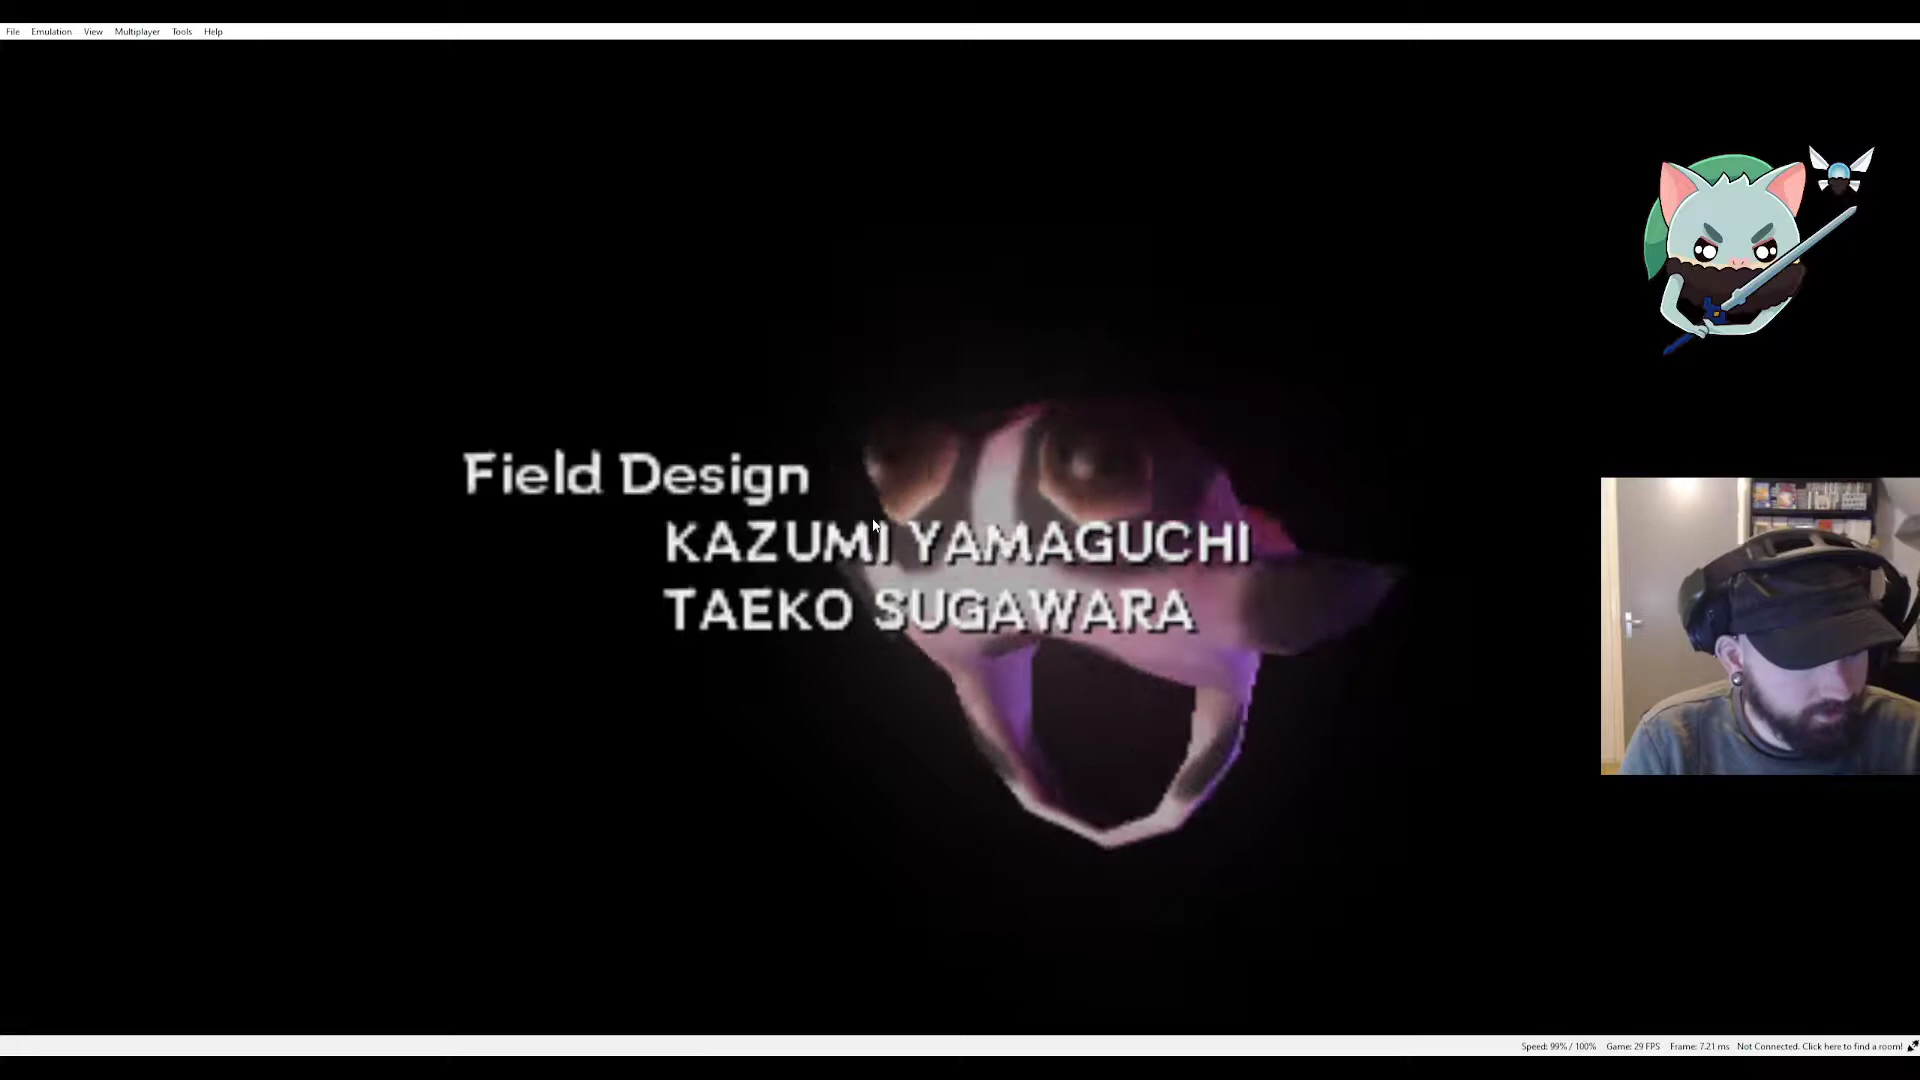 File Emulation View Multiplayer Tools Help
Field Design
KAZUMI YAMAGUCHI
TAEKO SUGAWARA
Speed: 99% / 100% Game: 29 FPS Frame: 7.21 ms Not Connected. Click here to find a room!